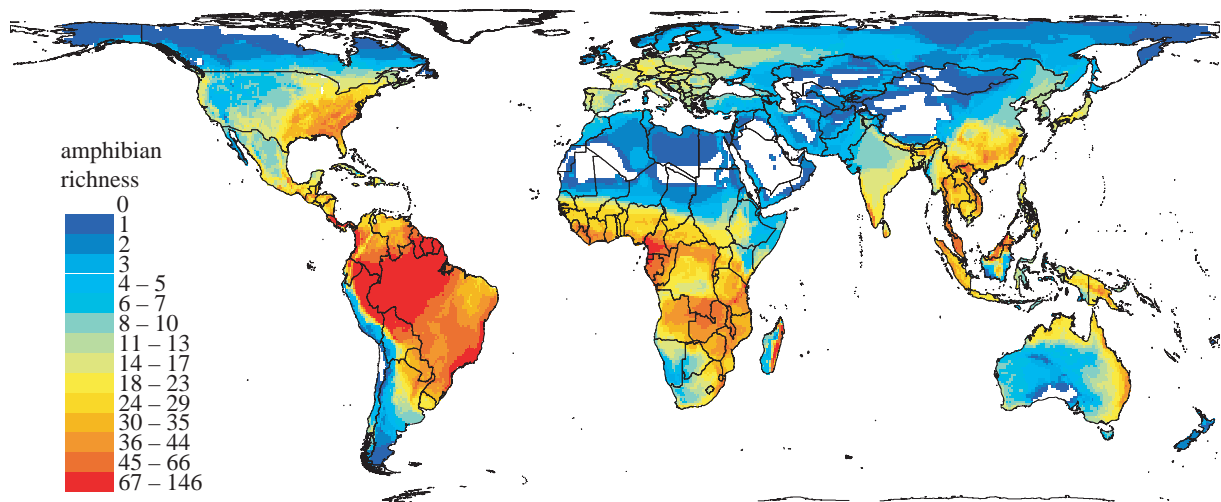 amphibian
richness
0
1
2
3
4 – 5
6 – 7
8 – 10
11 – 13
14 – 17
18 – 23
24 – 29
30 – 35
36 – 44
45 – 66
67 – 146